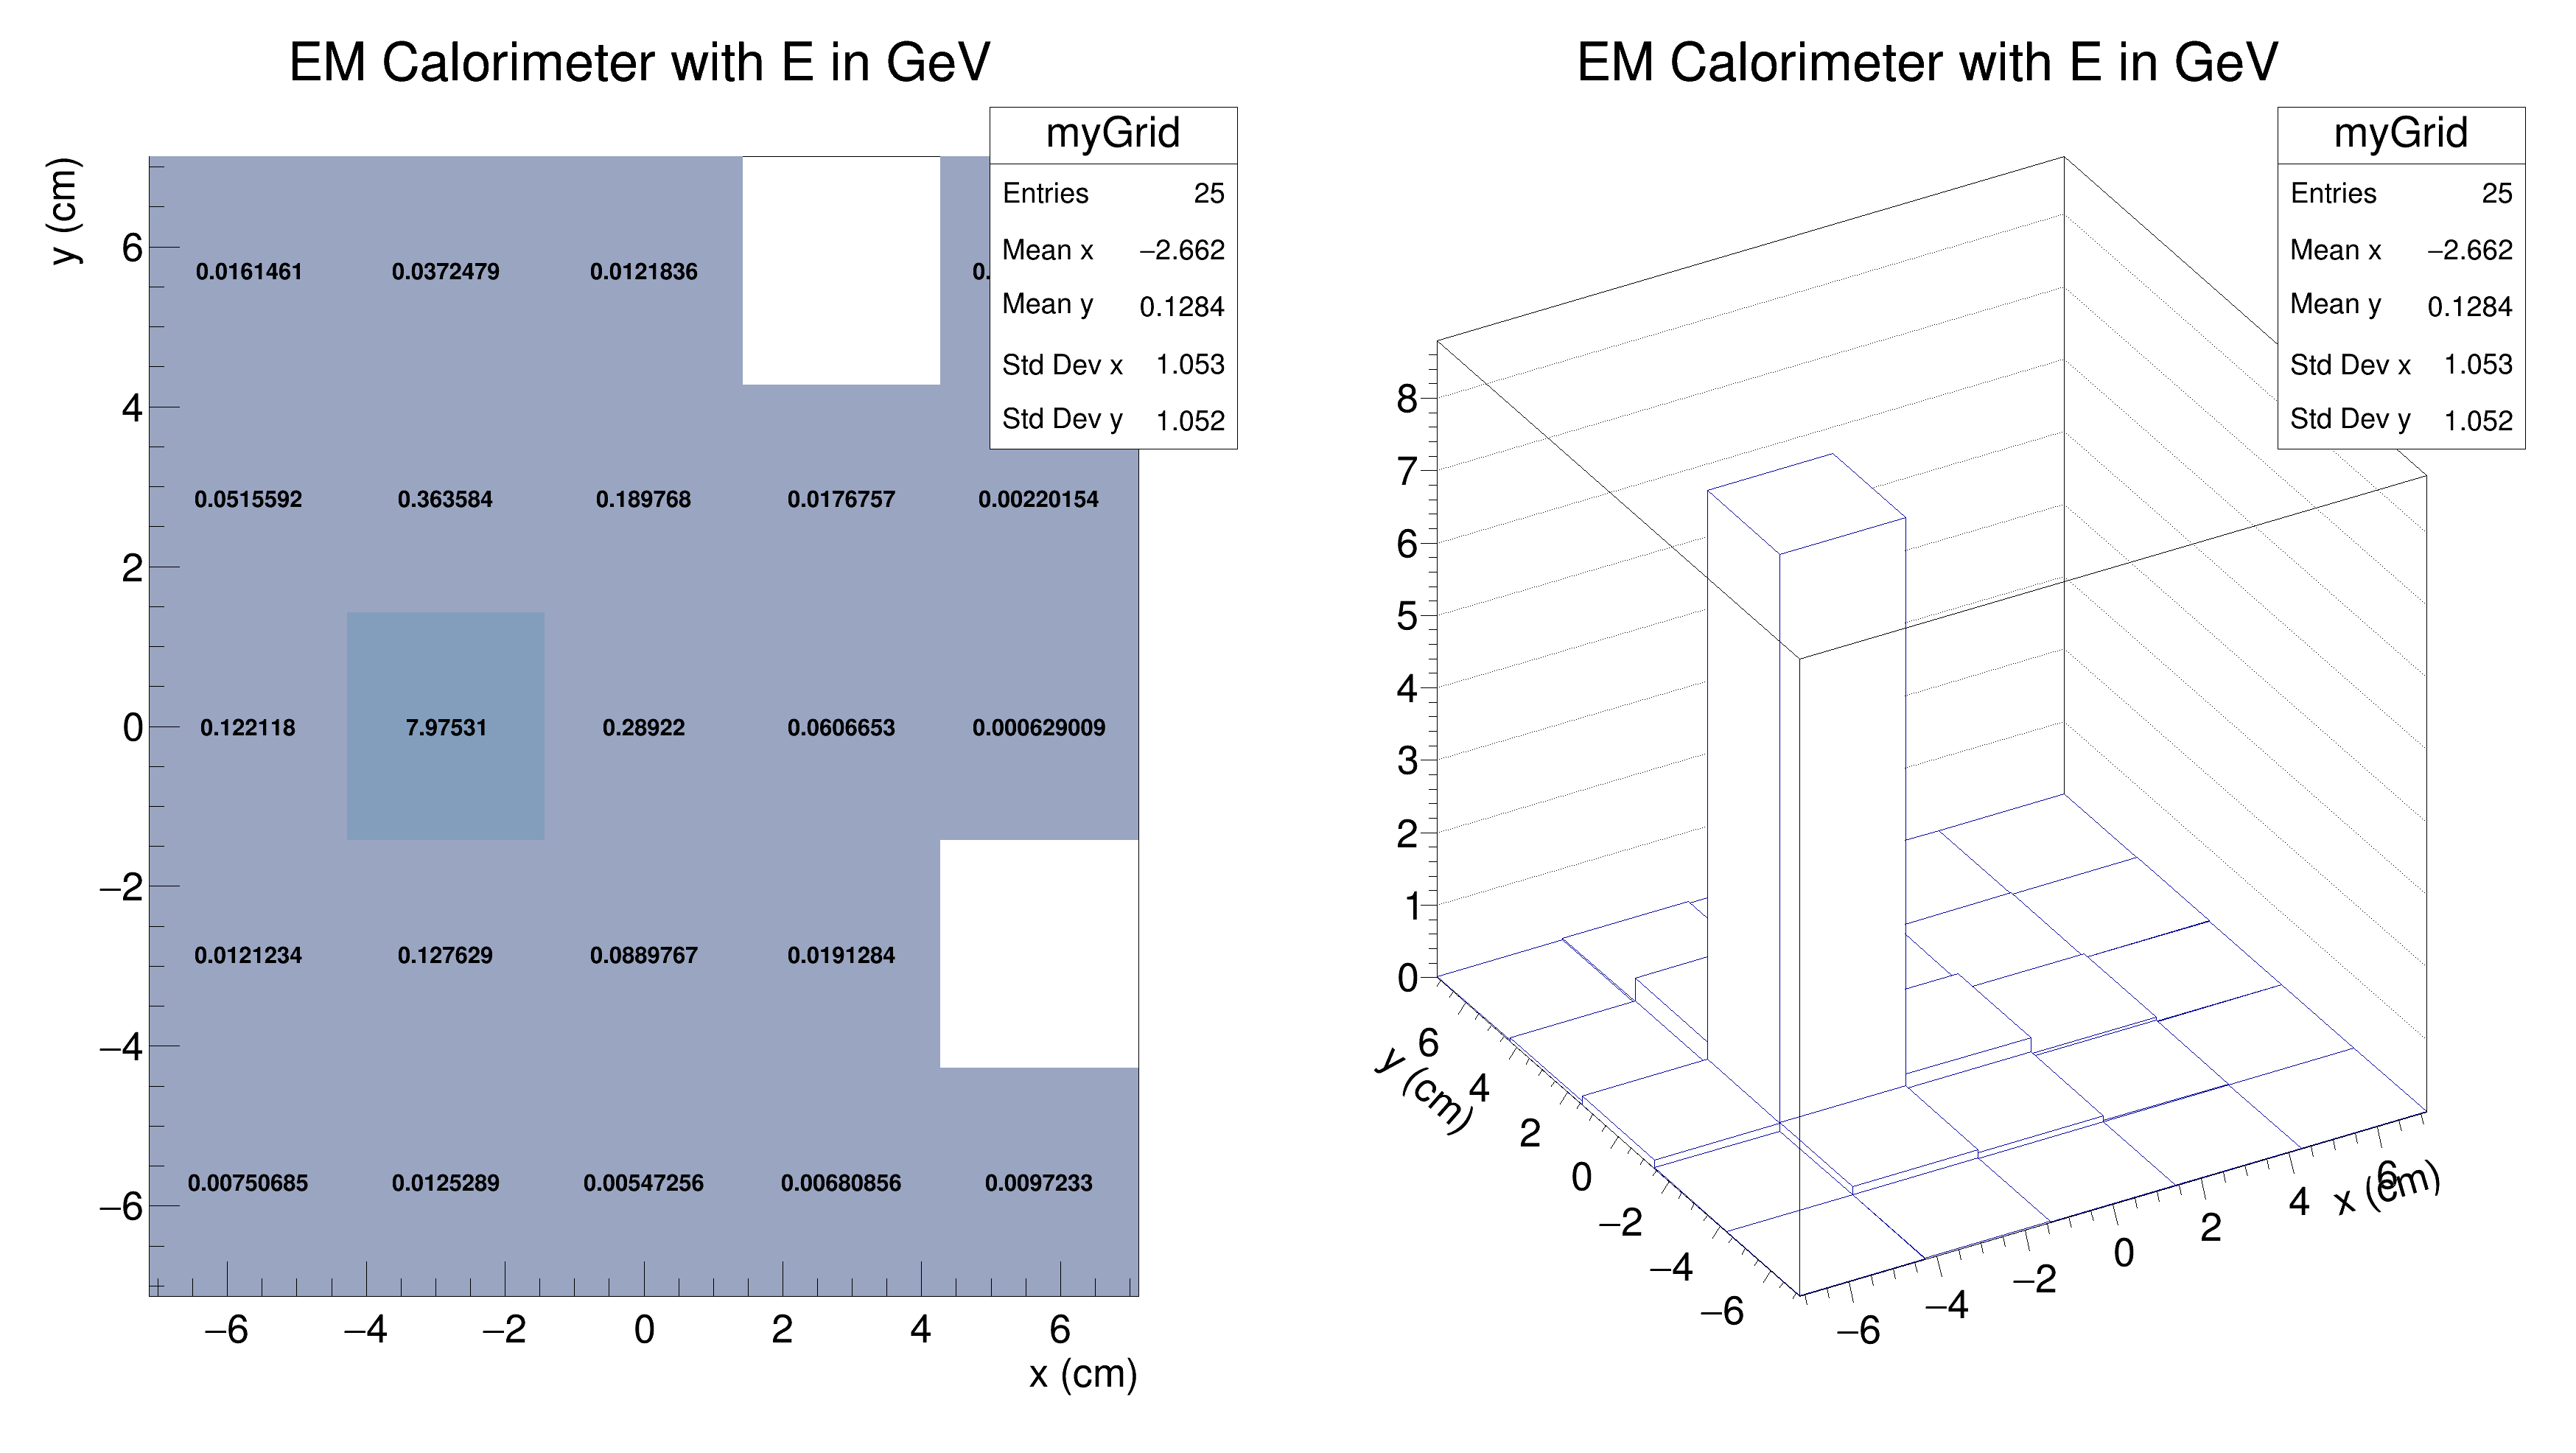 EM Calorimeter with E in GeV
myGrid
Entries 25
Mean x −2.662
Mean y 0.1284
Std Dev x 1.053
Std Dev y 1.052
y (cm)
6
4
2
0
−2
−4
−6
0.0161461 0.0372479 0.0121836 0.
0.0515592 0.363584 0.189768 0.0176757 0.00220154
0.122118 7.97531 0.28922 0.0606653 0.000629009
0.0121234 0.127629 0.0889767 0.0191284
0.00750685 0.0125289 0.00547256 0.00680856 0.0097233
−6 −4 −2 0 2 4 6
x (cm)
EM Calorimeter with E in GeV
myGrid
Entries 25
Mean x −2.662
Mean y 0.1284
Std Dev x 1.053
Std Dev y 1.052
8
7
6
5
4
3
2
1
0
y (cm)
6
4
2
0
−2
−4
−6
−6 −4 −2 0 2 4 6
x (cm)